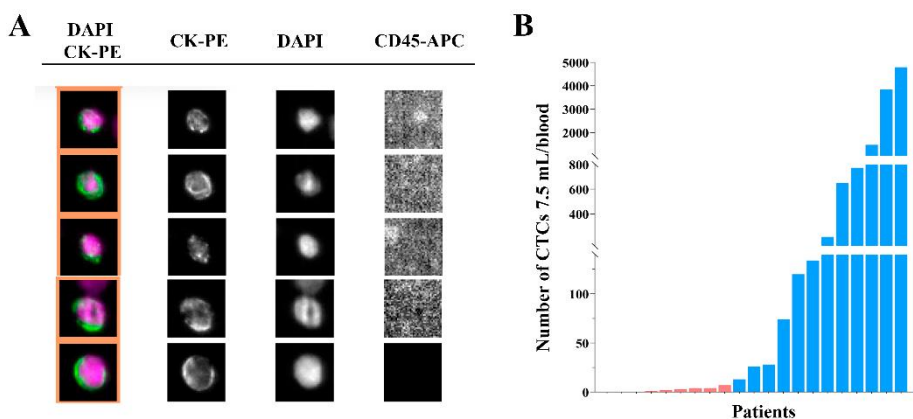 A
DAPI
CK-PE
CK-PE
DAPI
CD45-APC
B
Number of CTCs 7.5 mL/blood
5000
4000
3000
2000
800
600
400
100
50
0
Patients